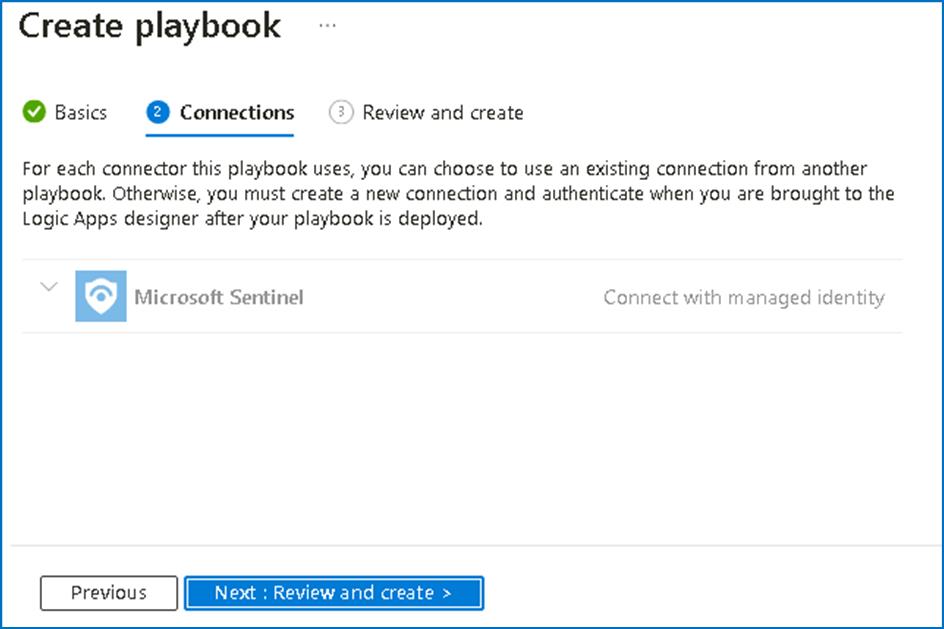 Create playbook ...
Basics 2 Connections 3 Review and create
For each connector this playbook uses, you can choose to use an existing connection from another
playbook. Otherwise, you must create a new connection and authenticate when you are brought to the
Logic Apps designer after your playbook is deployed.
Microsoft Sentinel Connect with managed identity
Previous Next : Review and create >